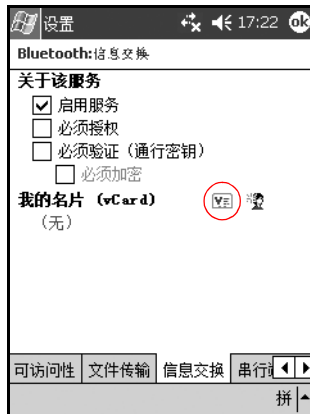 设置 17:22 ok
Bluetooth:信息交换
关于该服务
启用服务
必须授权
必须验证（通行密钥）
必须加密
我的名片（vCard）
（无）
可访问性 文件传输 信息交换 串行
拼